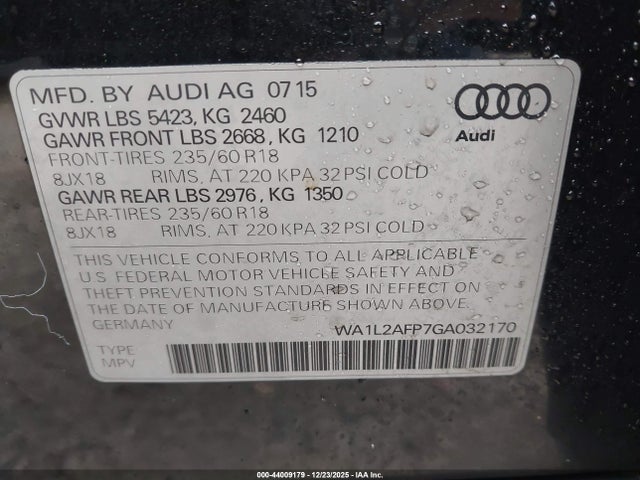 MFD. BY AUDI AG 0715
GVWR LBS 5423, KG 2460
GAWR FRONT LBS 2668, KG 1210
FRONT-TIRES 235/60 R18
8JX18 RIMS, AT 220 KPA 32 PSI COLD
GAWR REAR LBS 2976, KG 1350
REAR-TIRES 235/60 R18
8JX18 RIMS, AT 220 KPA 32 PSI COLD
Audi
THIS VEHICLE CONFORMS TO ALL APPLICABLE
U.S. FEDERAL MOTOR VEHICLE SAFETY AND
THEFT PREVENTION STANDARDS IN EFFECT ON
THE DATE OF MANUFACTURE SHOWN ABOVE.
GERMANY WA1L2AFP7GA032170
TYPE
MPV
000-44009179 - 12/23/2025 - IAA Inc.